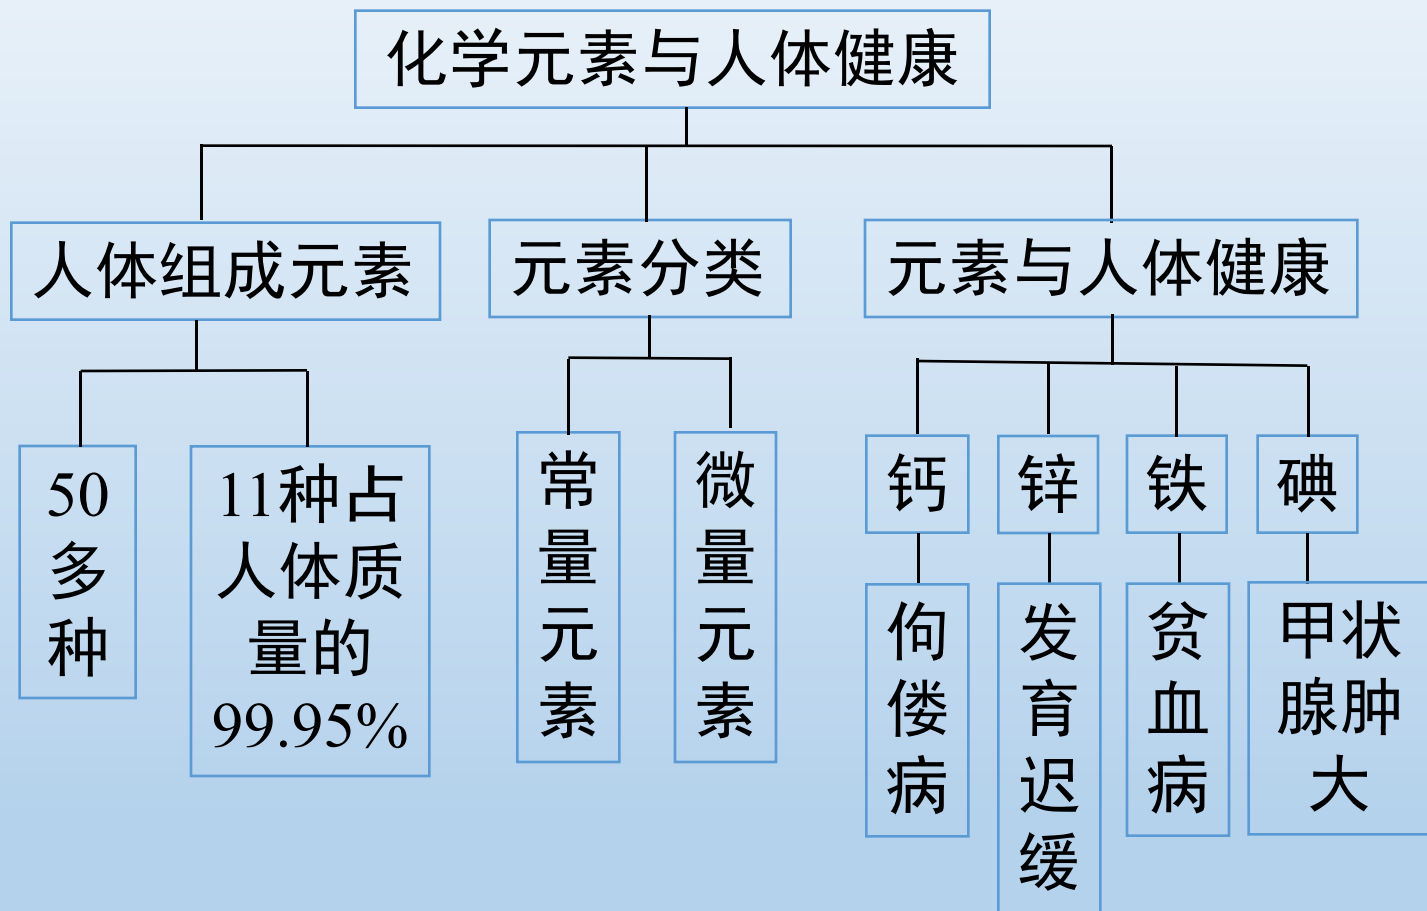 化学元素与人体健康
人体组成元素
元素分类
元素与人体健康
50
多
种
11种占
人体质
量的
99.95%
常
量
元
素
微
量
元
素
钙
锌
铁
碘
佝
偻
病
发
育
迟
缓
贫
血
病
甲状
腺肿
大